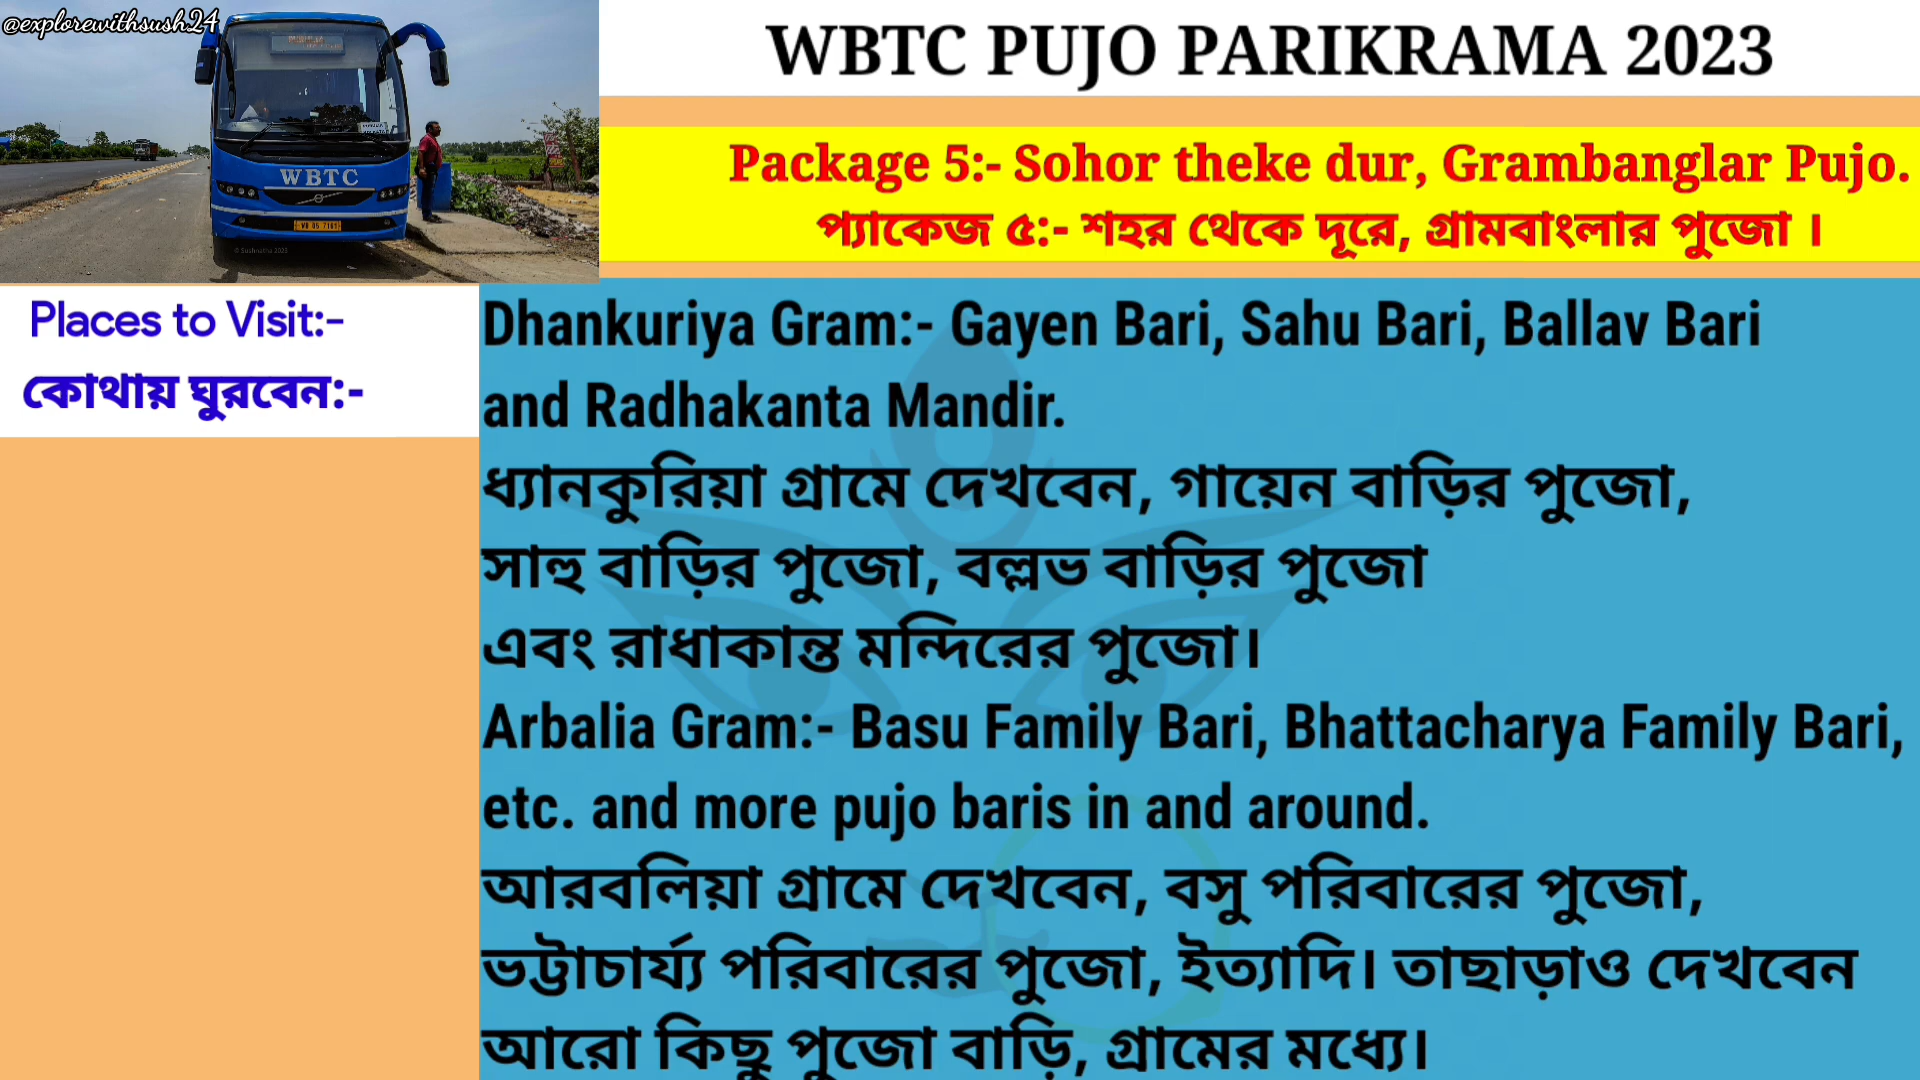 @explorewithsush24
WBTC PUJO PARIKRAMA 2023
WBTC
Package 5:- Sohor theke dur, Grambanglar Pujo.
প্যাকেজ ৫:- শহর থেকে দূরে, গ্রামবাংলার পুজো ।
Places to Visit:-
কোথায় ঘুরবেন:-
Dhankuriya Gram:- Gayen Bari, Sahu Bari, Ballav Bari
and Radhakanta Mandir.
ধ্যানকুরিয়া গ্রামে দেখবেন, গায়েন বাড়ির পুজো,
সাহু বাড়ির পুজো, বল্লভ বাড়ির পুজো
এবং রাধাকান্ত মন্দিরের পুজো।
Arbalia Gram:- Basu Family Bari, Bhattacharya Family Bari,
etc. and more pujo baris in and around.
আরবলিয়া গ্রামে দেখবেন, বসু পরিবারের পুজো,
ভট্টাচার্য্য পরিবারের পুজো, ইত্যাদি। তাছাড়াও দেখবেন
আরো কিছু পুজো বাড়ি, গ্রামের মধ্যে।